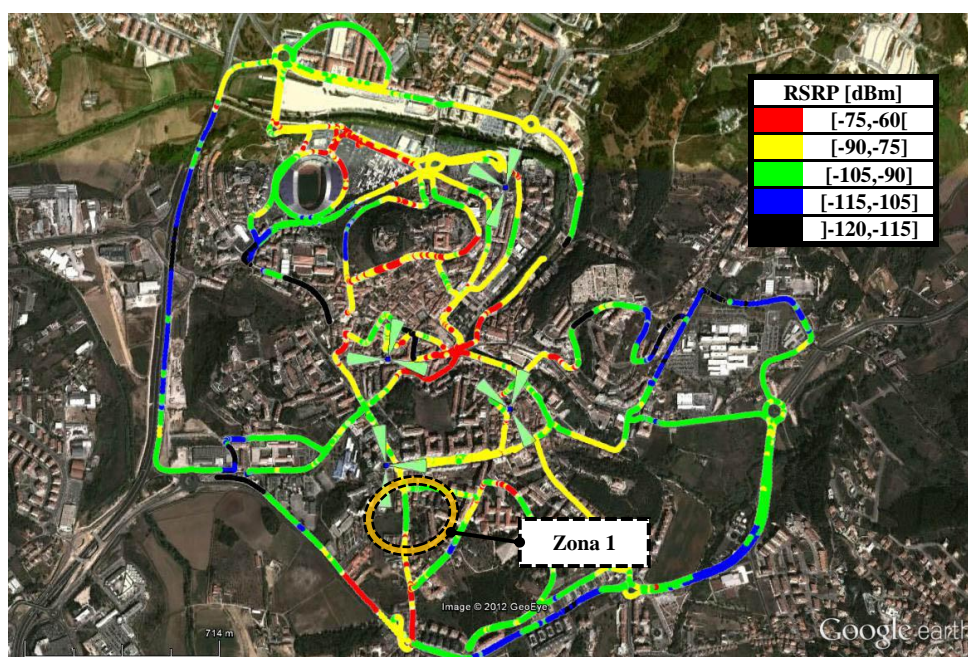 RSRP [dBm]
[-75,-60[
[-90,-75]
[-105,-90]
[-115,-105]
]-120,-115]
Zona 1
Image © 2012 GeoEye
714 m
Google earth